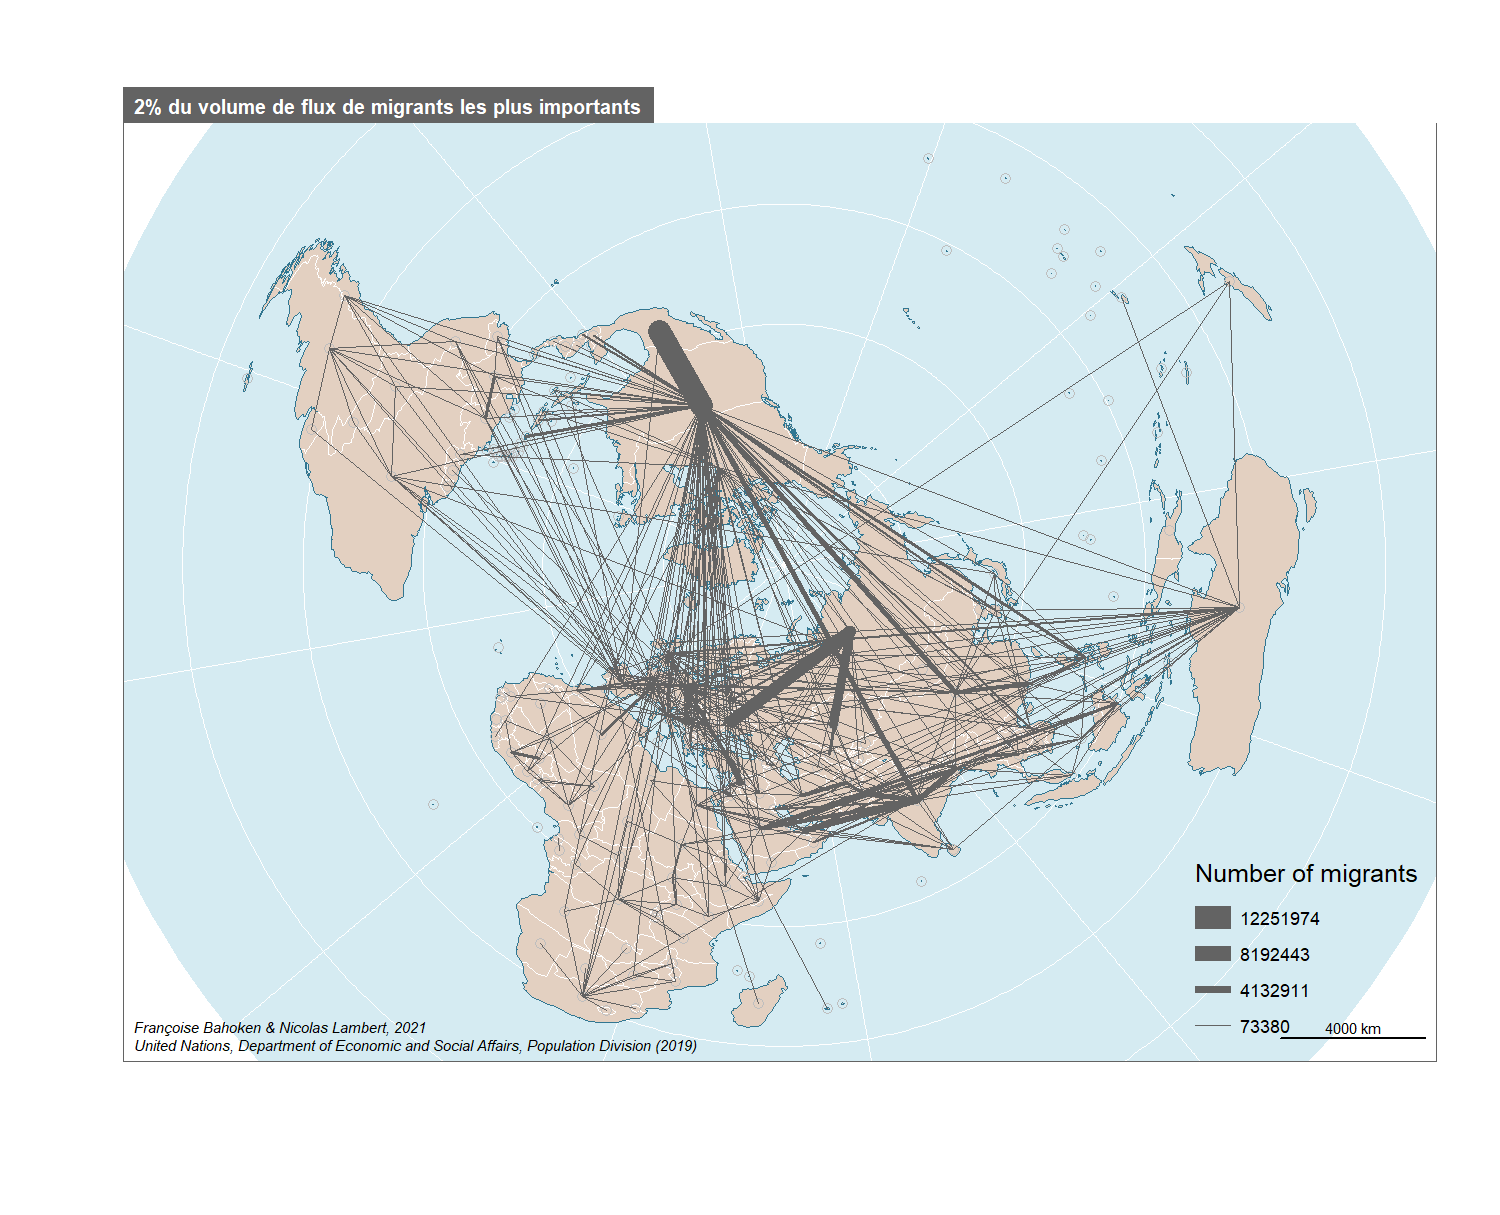 2% du volume de flux de migrants les plus importants
Number of migrants
12251974
8192443
4132911
73380
4000 km
Françoise Bahoken & Nicolas Lambert, 2021
United Nations, Department of Economic and Social Affairs, Population Division (2019)